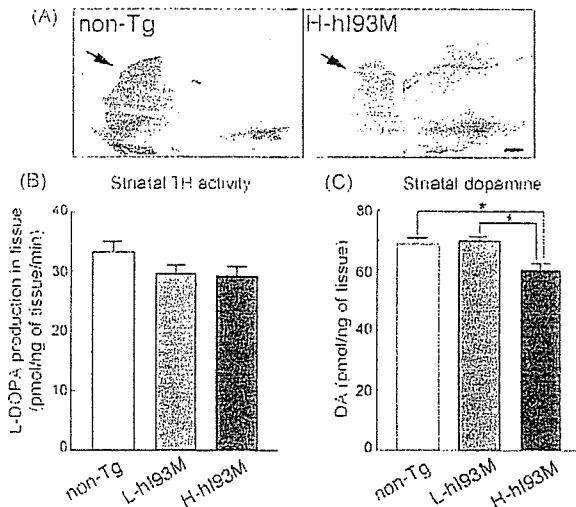 (A)
non-Tg
H-hI93M
(B) Striatal TH activity
L-DOPA production in tissue
(pmol/ng of tissue/min)
40
30
20
10
0
non-Tg
L-hI93M
H-hI93M
(C) Striatal dopamine
*
*
DA (pmol/ng of tissue)
80
60
40
20
0
non-Tg
L-hI93M
H-hI93M